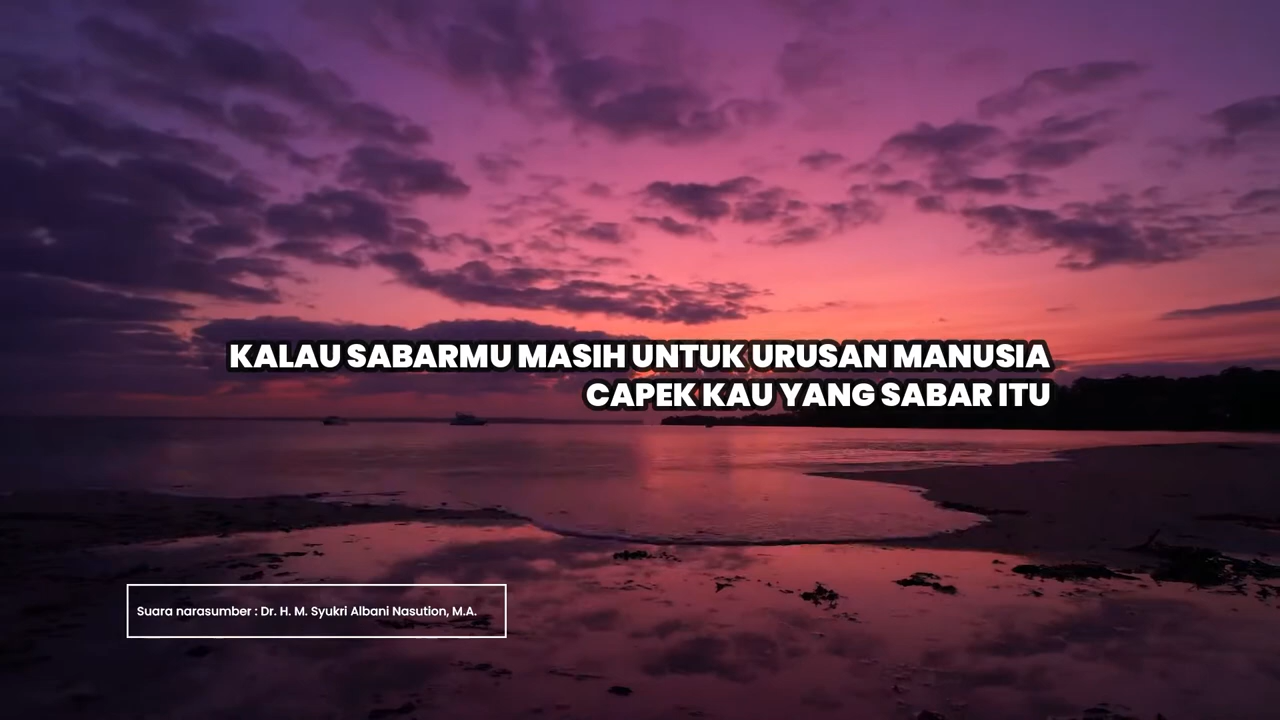 KALAU SABARMU MASIH UNTUK URUSAN MANUSIA
CAPEK KAU YANG SABAR ITU
Suara narasumber : Dr. H. M. Syukri Albani Nasution, M.A.